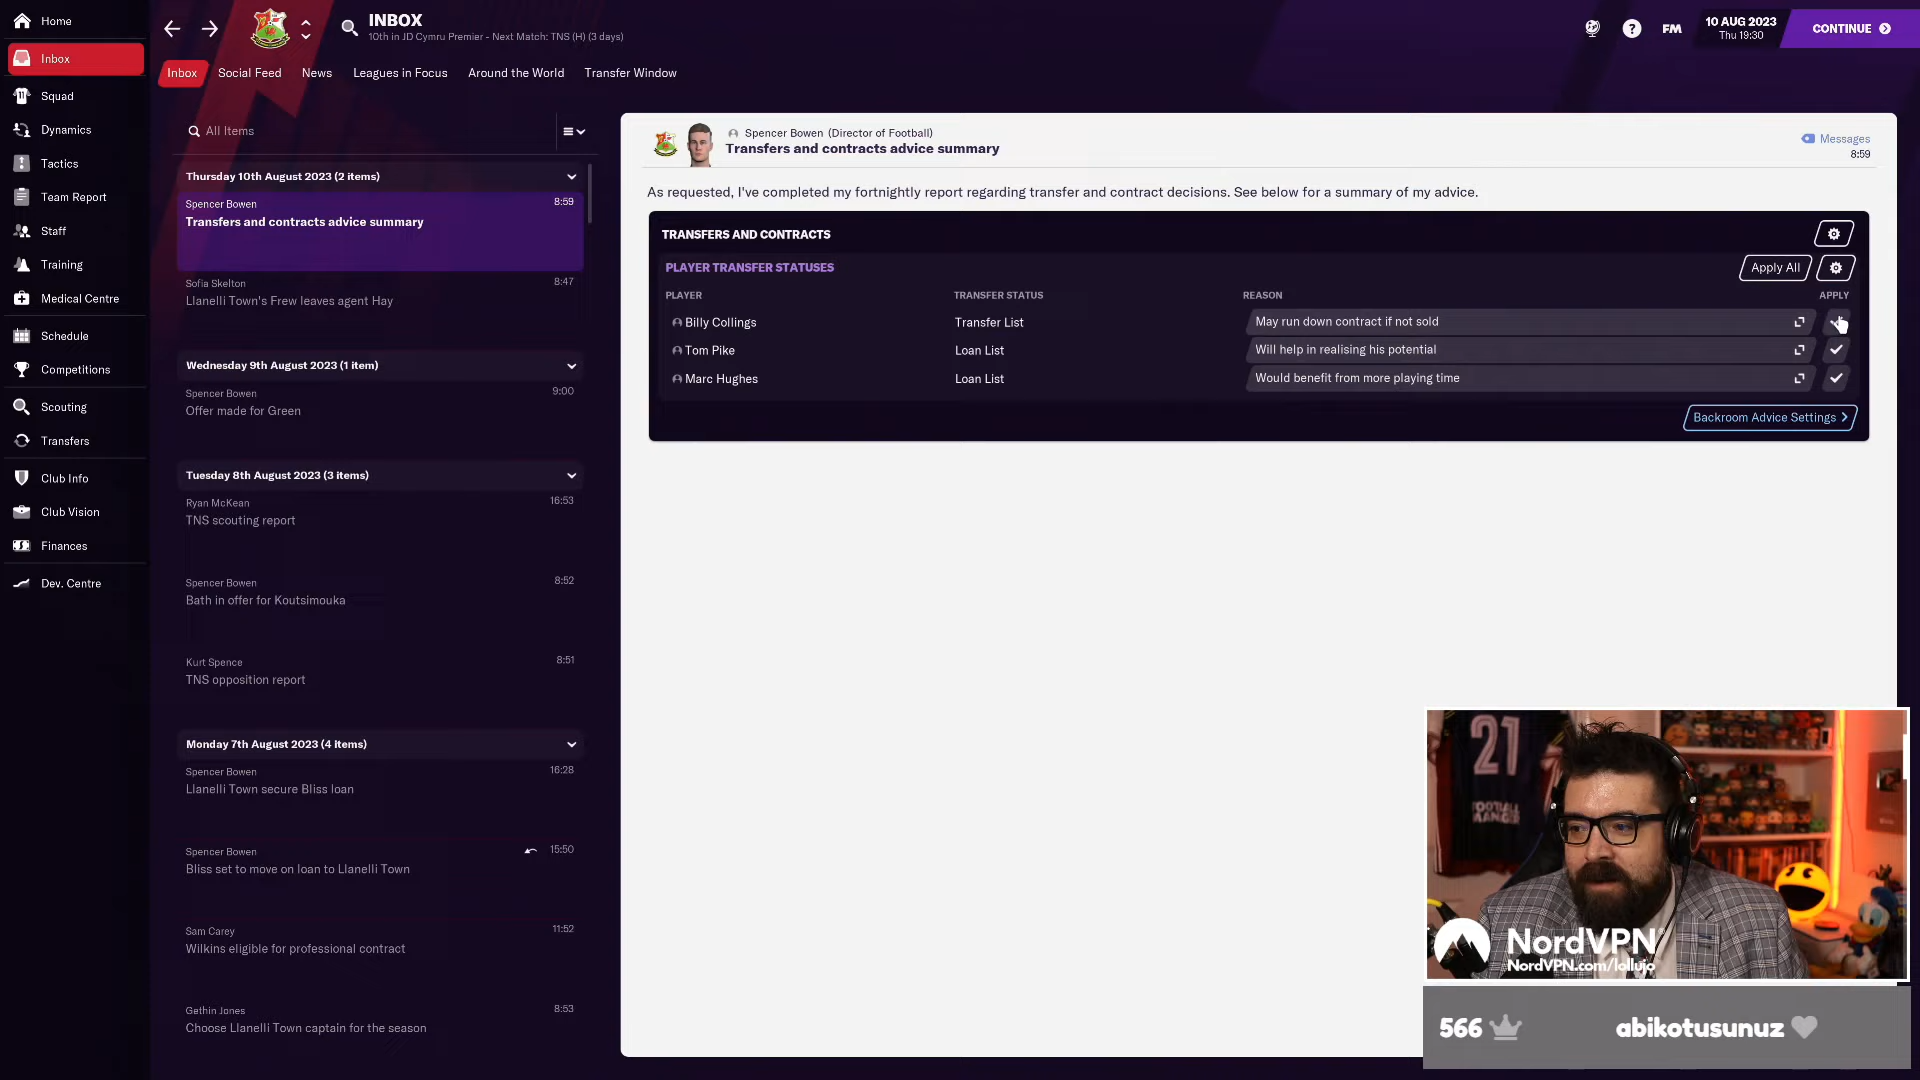 Home
Inbox
Squad
Dynamics
Tactics
Team Report
Staff
Training
Medical Centre
Schedule
Competitions
Scouting
Transfers
Club Info
Club Vision
Finances
Dev. Centre
INBOX
10th in JD Cymru Premier - Next Match: TNS (H) (3 days)
? FM
10 AUG 2023
Thu 19:30
CONTINUE
Inbox Social Feed News Leagues in Focus Around the World Transfer Window
All Items
Thursday 10th August 2023 (2 items)
Spencer Bowen 8:59
Transfers and contracts advice summary
Sofia Skelton 8:47
Llanelli Town's Frew leaves agent Hay
Wednesday 9th August 2023 (1 item)
Spencer Bowen 9:00
Offer made for Green
Tuesday 8th August 2023 (3 items)
Ryan McKean 16:53
TNS scouting report
Spencer Bowen 8:52
Bath in offer for Koutsimouka
Kurt Spence 8:51
TNS opposition report
Monday 7th August 2023 (4 items)
Spencer Bowen 16:28
Llanelli Town secure Bliss loan
Spencer Bowen 15:50
Bliss set to move on loan to Llanelli Town
Sam Carey 11:52
Wilkins eligible for professional contract
Gethin Jones 8:53
Choose Llanelli Town captain for the season
Spencer Bowen (Director of Football)
Transfers and contracts advice summary
Messages
8:59
As requested, I've completed my fortnightly report regarding transfer and contract decisions. See below for a summary of my advice.
TRANSFERS AND CONTRACTS
PLAYER TRANSFER STATUSES
Apply All
PLAYER TRANSFER STATUS REASON APPLY
Billy Collings Transfer List May run down contract if not sold
Tom Pike Loan List Will help in realising his potential
Marc Hughes Loan List Would benefit from more playing time
Backroom Advice Settings
21
FOOTBALL
MANGER
NordVPN
NordVPN.com/lollujo
566
abikotusunuz